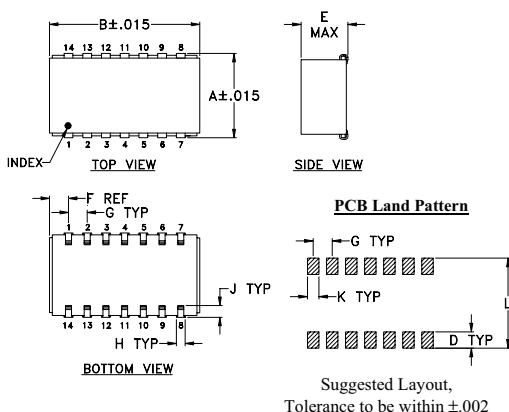 B±.015
14 13 12 11 10 9 8
A±.015
INDEX
1 2 3 4 5 6 7
TOP VIEW
E
MAX
SIDE VIEW
F REF
G TYP
1 2 3 4 5 6 7
J TYP
14 13 12 11 10 9 8
H TYP
BOTTOM VIEW
PCB Land Pattern
G TYP
K TYP
L
D TYP
Suggested Layout,
Tolerance to be within ±.002